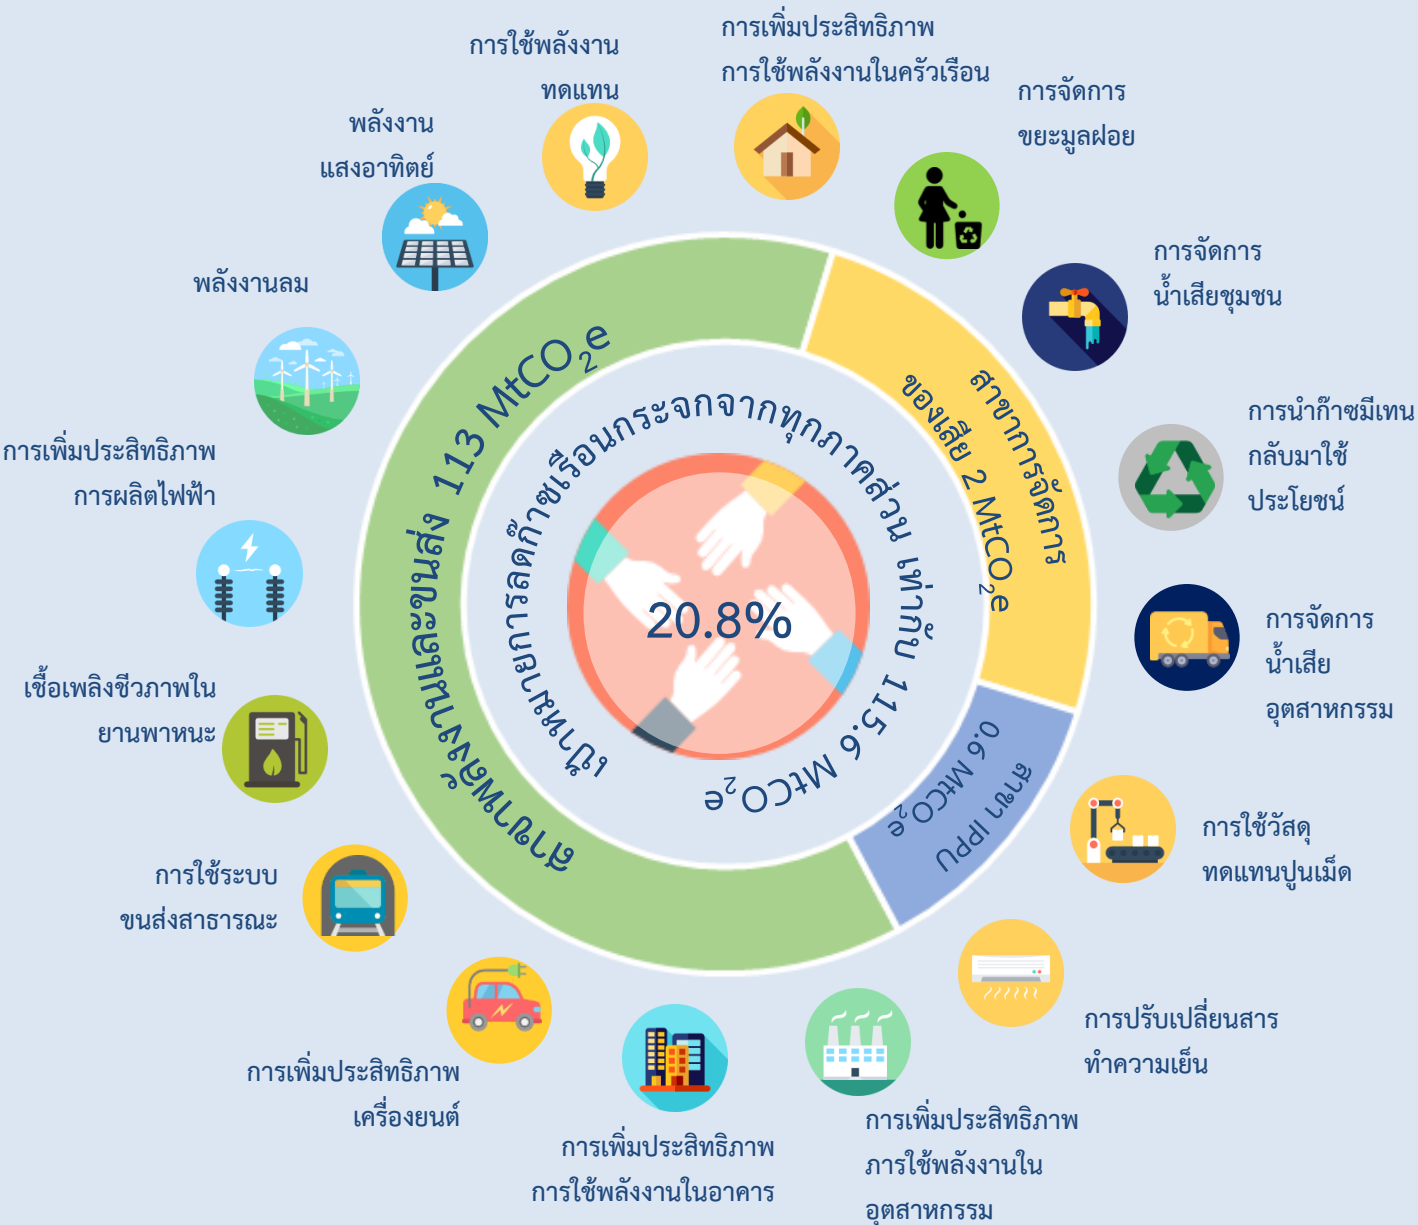 การเพิ่มประสิทธิภาพ
การใช้พลังงานในครัวเรือน
การจัดการ
ขยะมูลฝอย
การจัดการ
น้ำเสียชุมชน
การนำก๊าซมีเทน
กลับมาใช้
ประโยชน์
การจัดการ
น้ำเสีย
อุตสาหกรรม
การใช้วัสดุ
ทดแทนปูนเม็ด
การปรับเปลี่ยนสาร
ทำความเย็น
การเพิ่มประสิทธิภาพ
ภารใช้พลังงานใน
อุตสาหกรรม
การเพิ่มประสิทธิภาพ
การใช้พลังงานในอาคาร
การเพิ่มประสิทธิภาพ
เครื่องยนต์
การใช้ระบบ
ขนส่งสาธารณะ
เชื้อเพลิงชีวภาพใน
ยานพาหนะ
การเพิ่มประสิทธิภาพ
การผลิตไฟฟ้า
พลังงานลม
พลังงาน
แสงอาทิตย์
การใช้พลังงาน
ทดแทน
สาขาพลังงานและขนส่ง 113 MtCO₂e
สาขาการจัดการ
ของเสีย 2 MtCO₂e
สาขา IPPU
0.6 MtCO₂e
เป้าหมายการลดก๊าซเรือนกระจกจากทุกภาคส่วน เท่ากับ 115.6 MtCO₂e
20.8%